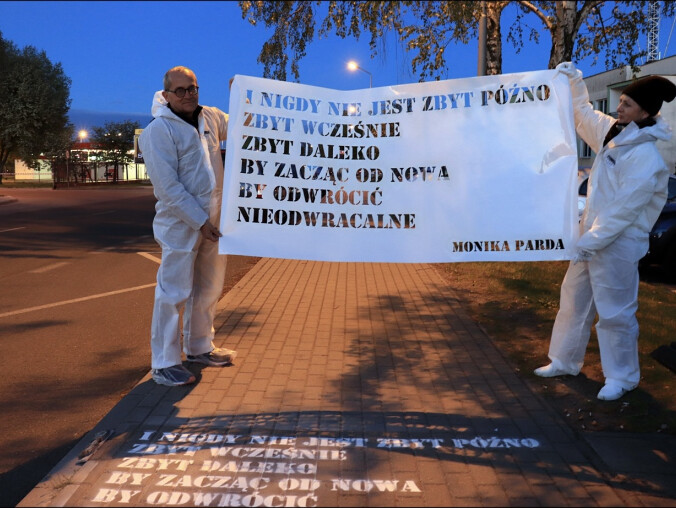 I NIGDY NIE JEST ZBYT PÓŹNO
ZBYT WCZEŚNIE
ZBYT DALEKO
BY ZACZĄĆ OD NOWA
BY ODWRÓCIĆ
NIEODWRACALNE
MONIKA PARDA
I NIGDY NIE JEST ZBYT PÓŹNO
ZBYT WCZEŚNIE
ZBYT DALEKO
BY ZACZĄĆ OD NOWA
BY ODWRÓCIĆ